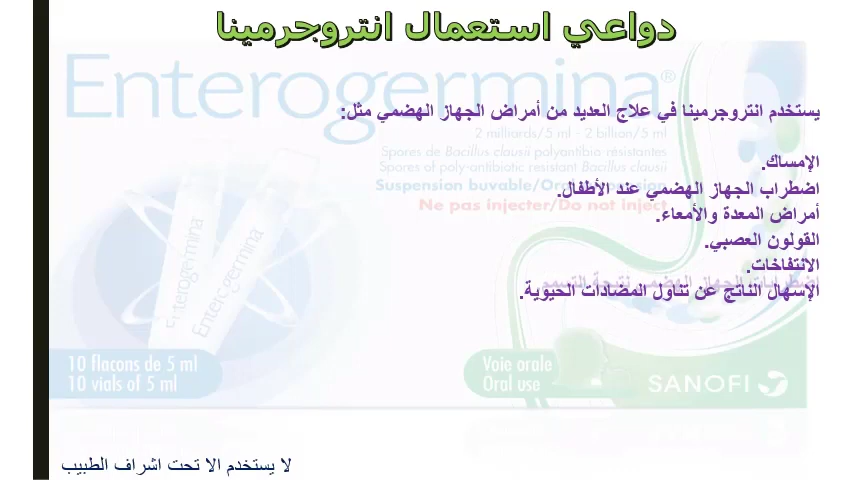 دواعي استعمال انتروجرمينا
Enterogermina®
يستخدم انتروجرمينا في علاج العديد من أمراض الجهاز الهضمي مثل:
2 milliards/5 ml - 2 billion/5 ml
Spores de Bacillus clausii polyantibio résistantes
Spores of poly-antibiotic resistant Bacillus clausii
الإمساك.
Suspension buvable/Oral
اضطراب الجهاز الهضمي عند الأطفال.
Ne pas injecter/Do not inject
أمراض المعدة والأمعاء.
القولون العصبي.
الانتفاخات.
الإسهال الناتج عن تناول المضادات الحيوية.
Enterogermina
Enterogermina
10 flacons de 5 ml
10 vials of 5 ml
Voie orale
Oral use
SANOFI
لا يستخدم الا تحت اشراف الطبيب